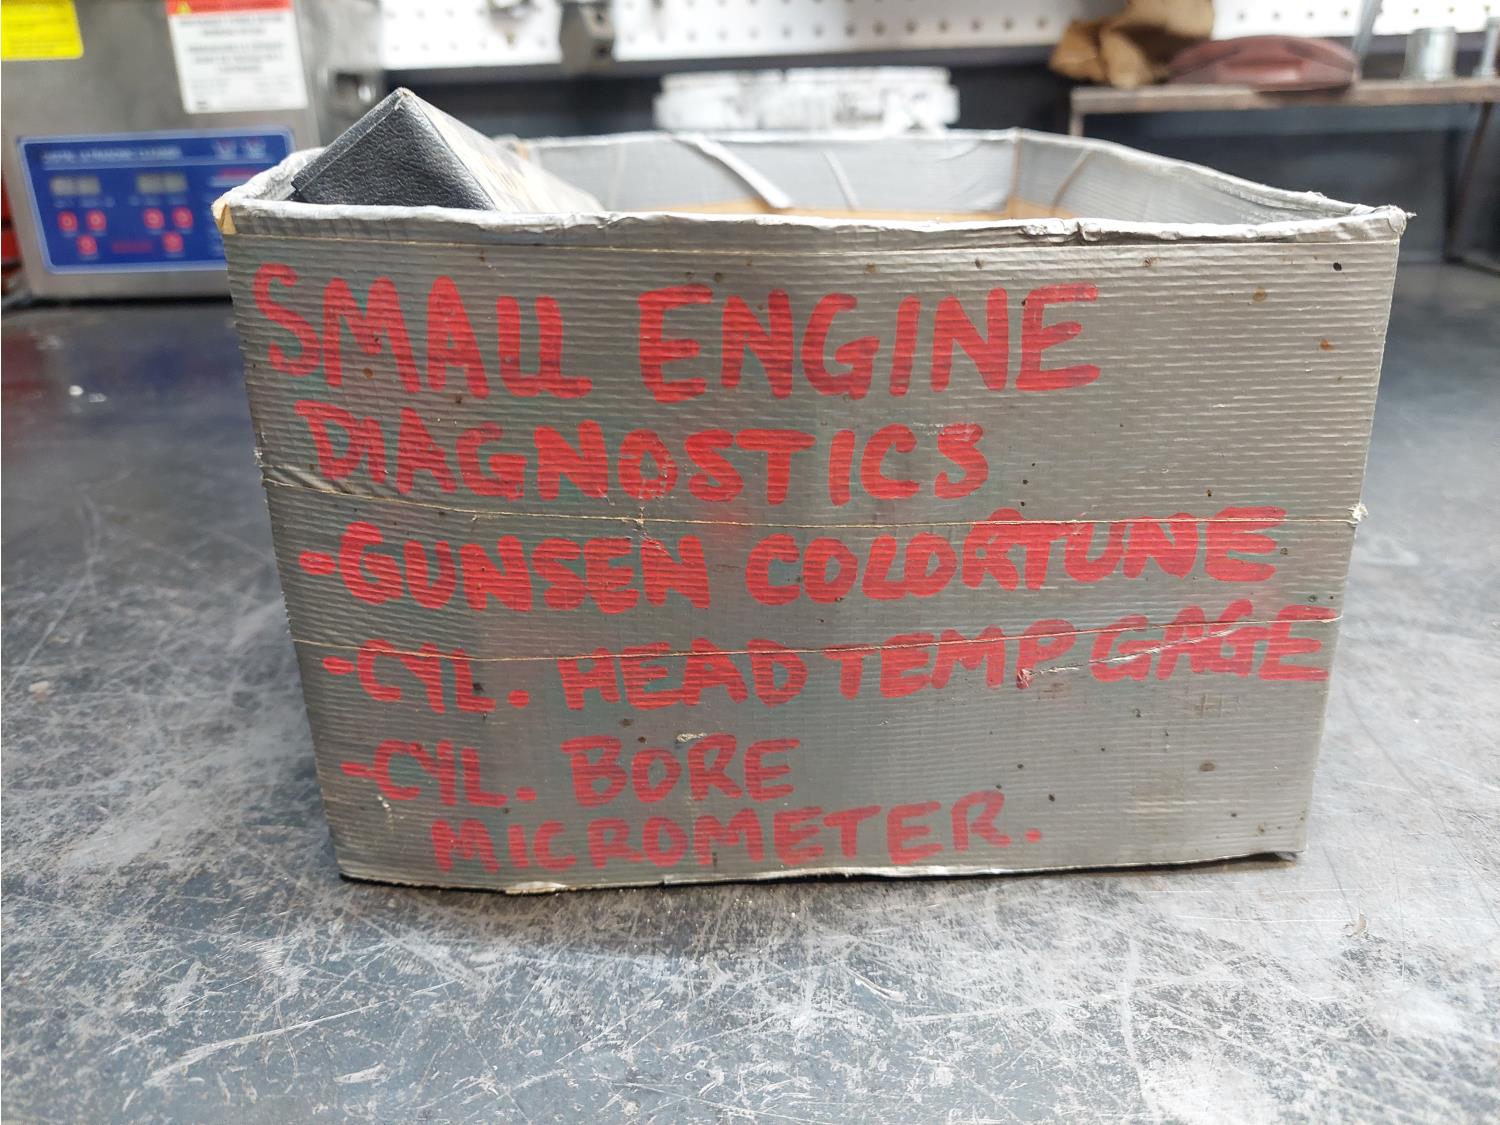 SMALL ENGINE
DIAGNOSTICS
-GUNSEN COLORTUNE
-CYL. HEAD TEMP GAGE
-CYL. BORE
MICROMETER.